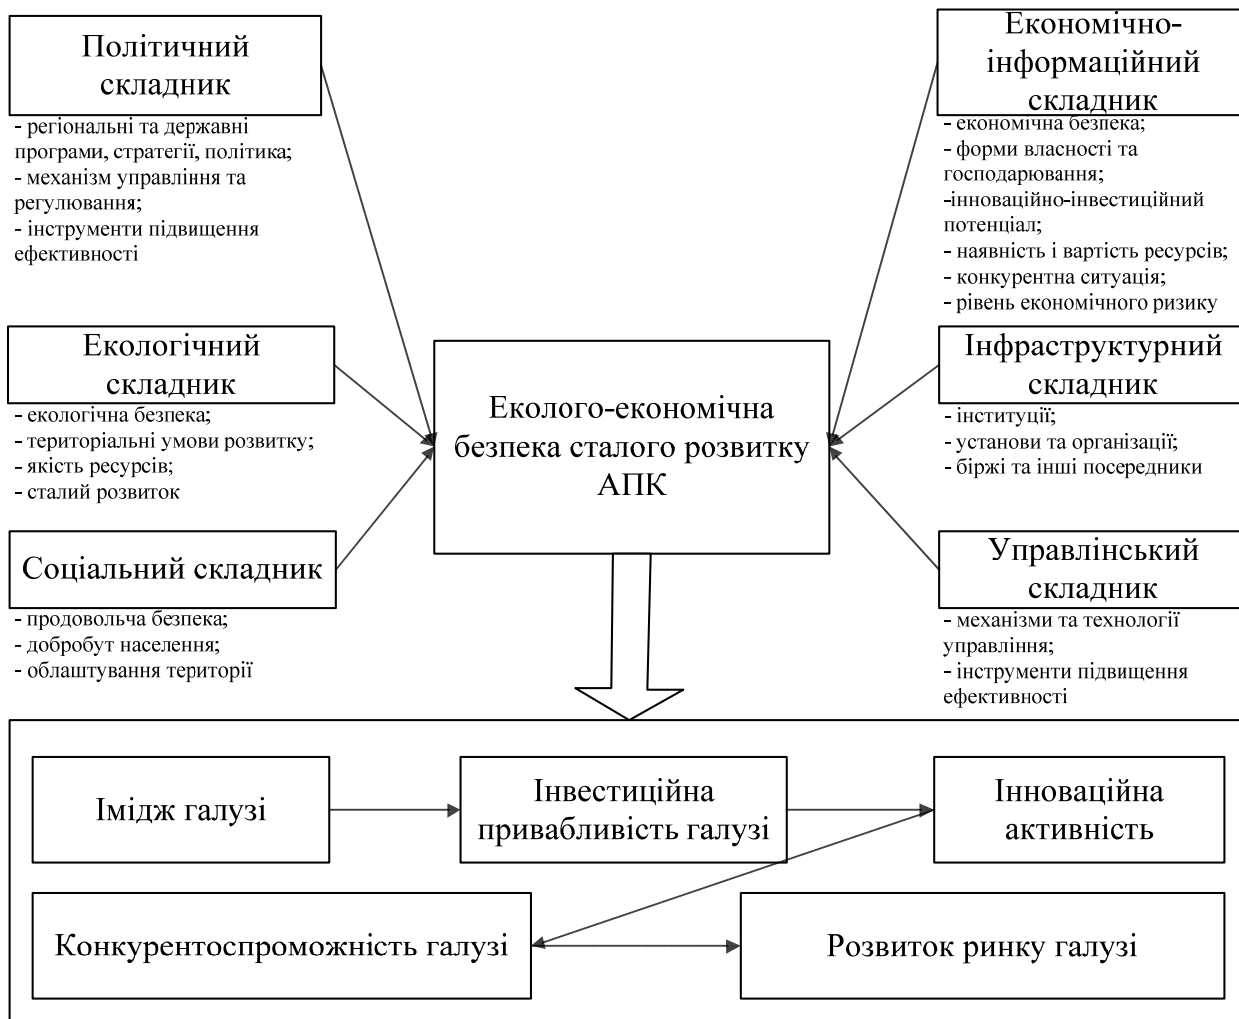 Політичний
складник
- регіональні та державні
програми, стратегії, політика;
- механізм управління та
регулювання;
- інструменти підвищення
ефективності
Екологічний
складник
- екологічна безпека;
- територіальні умови розвитку;
- якість ресурсів;
- сталий розвиток
Соціальний складник
- продовольча безпека;
- добробут населення;
- облаштування території
Еколого-економічна
безпека сталого розвитку
АПК
Економічно-
інформаційний
складник
- економічна безпека;
- форми власності та
господарювання;
-інноваційно-інвестиційний
потенціал;
- наявність і вартість ресурсів;
- конкурентна ситуація;
- рівень економічного ризику
Інфраструктурний
складник
- інституції;
- установи та організації;
- біржі та інші посередники
Управлінський
складник
- механізми та технології
управління;
- інструменти підвищення
ефективності
Імідж галузі
Інвестиційна
привабливість галузі
Інноваційна
активність
Конкурентоспроможність галузі
Розвиток ринку галузі